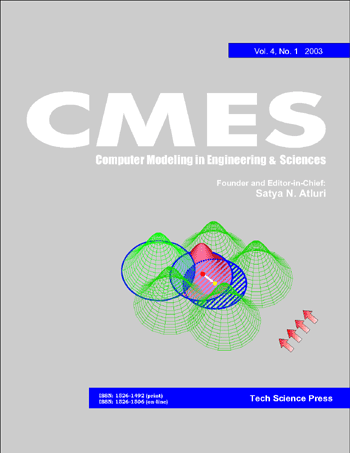 Vol. 4, No. 1 2003
CMES
Computer Modeling in Engineering & Sciences
Founder and Editor-in-Chief:
Satya N. Atluri
ISSN: 1526-1492 (print)
ISSN: 1526-1506 (on-line)
Tech Science Press